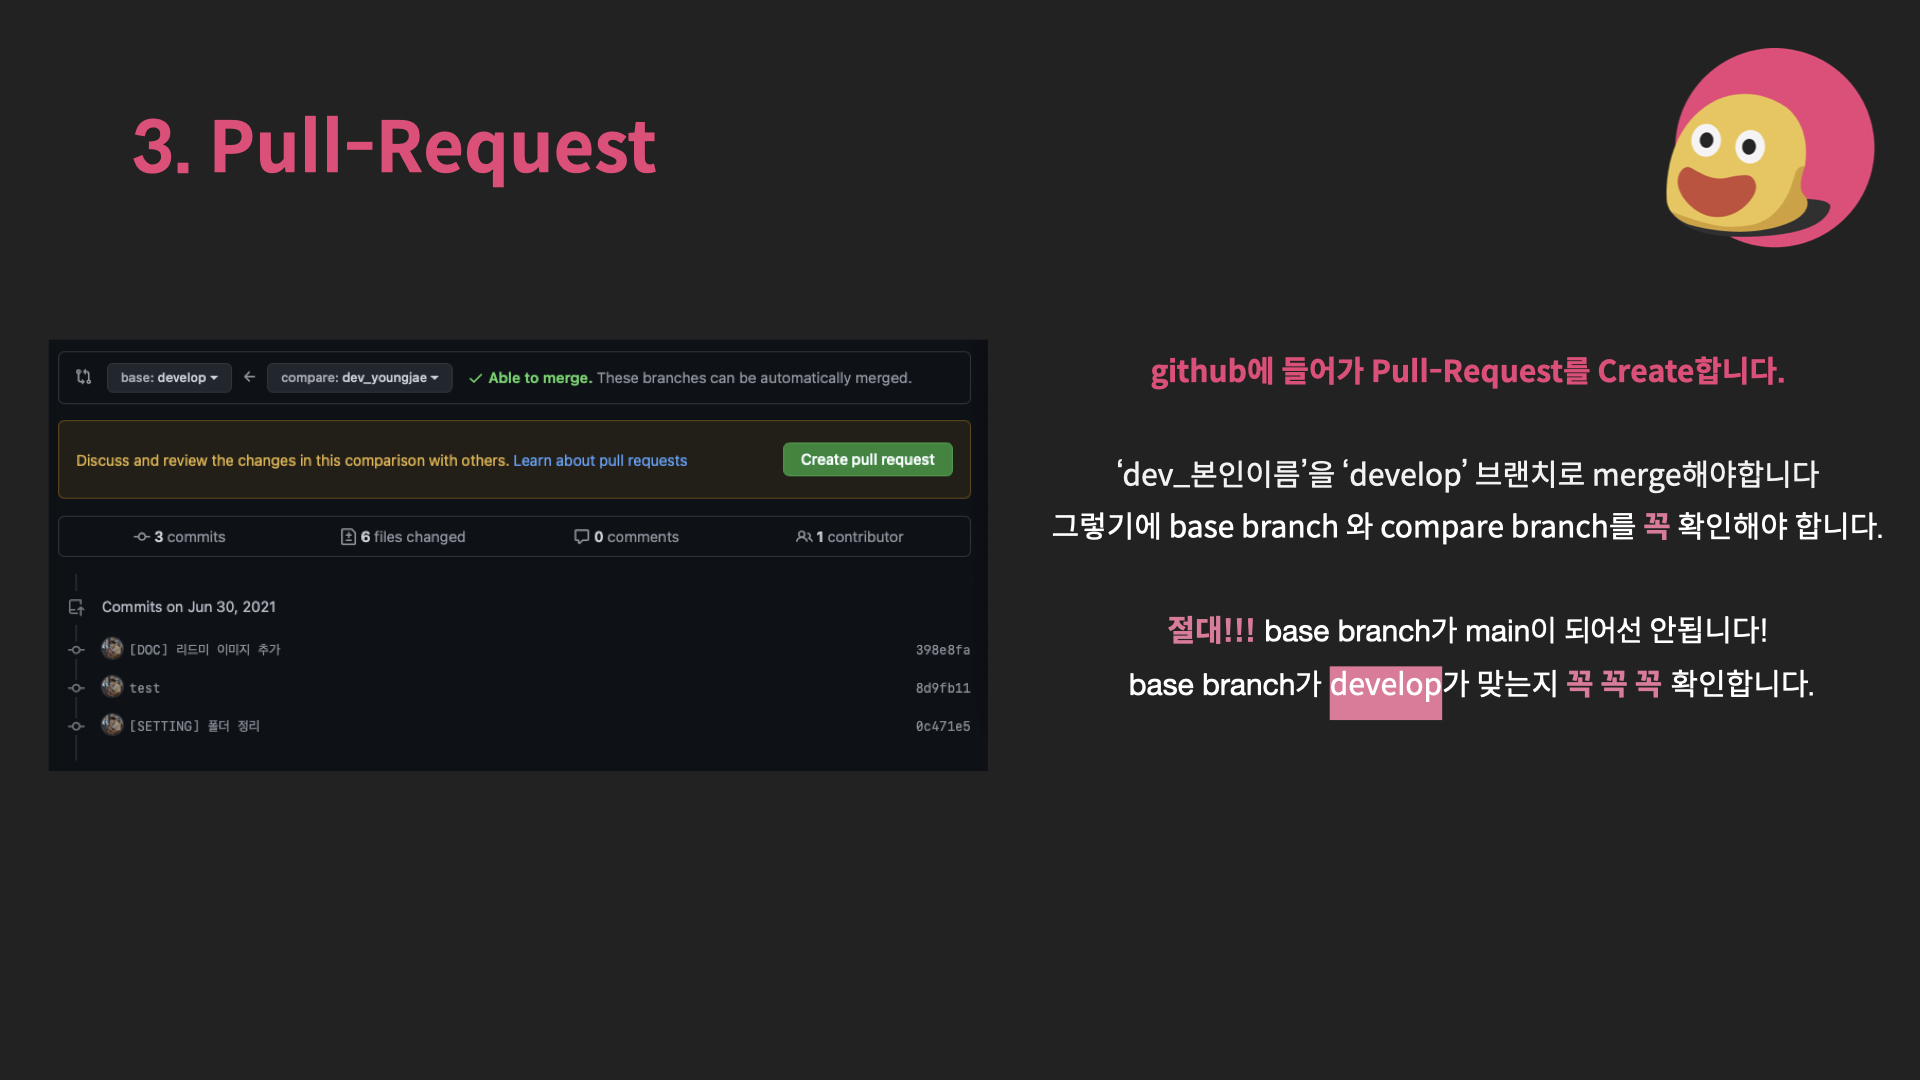 3. Pull-Request
base: develop
compare: dev_youngjae
Able to merge. These branches can be automatically merged.
Discuss and review the changes in this comparison with others. Learn about pull requests
Create pull request
3 commits
6 files changed
0 comments
1 contributor
Commits on Jun 30, 2021
[DOC] 리드미 이미지 추가
398e8fa
test
8d9fb11
[SETTING] 폴더 정리
0c471e5
github에 들어가 Pull-Request를 Create합니다.
‘dev_본인이름’을 ‘develop’ 브랜치로 merge해야합니다
그렇기에 base branch 와 compare branch를 꼭 확인해야 합니다.
절대!!! base branch가 main이 되어선 안됩니다!
base branch가 develop가 맞는지 꼭 꼭 꼭 확인합니다.